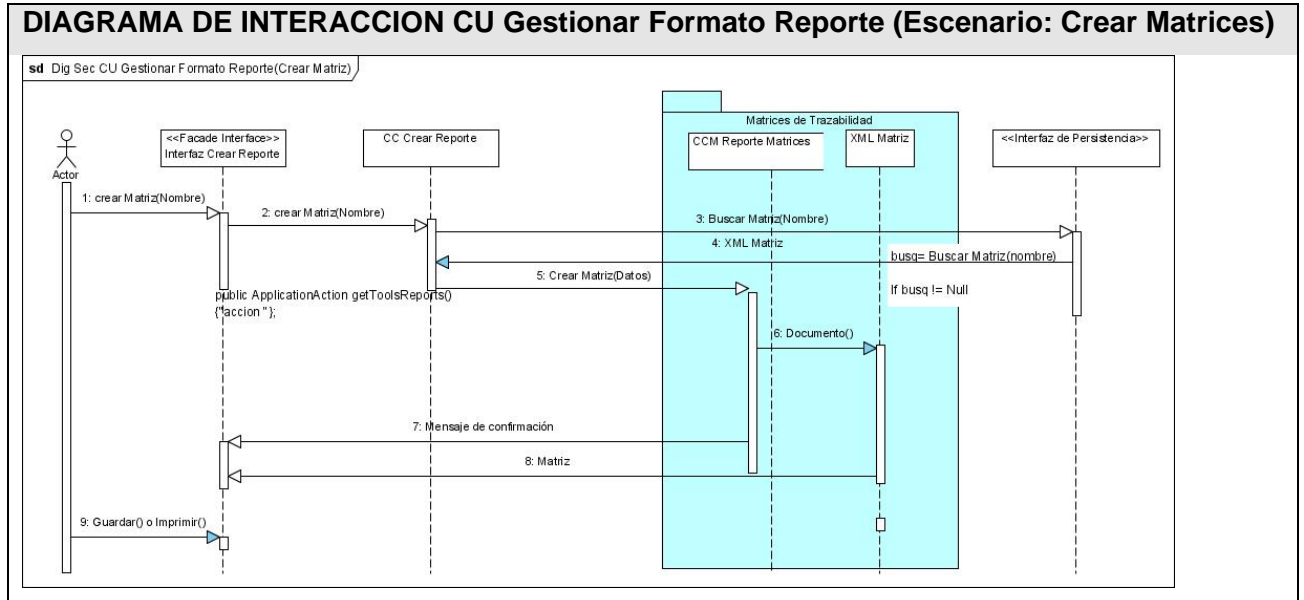 DIAGRAMA DE INTERACCION CU Gestionar Formato Reporte (Escenario: Crear Matrices)
sd Dig Sec CU Gestionar Formato Reporte(Crear Matriz)
Matrices de Trazabilidad
Actor
<<Facade Interface>>
Interfaz Crear Reporte
CC Crear Reporte
CCM Reporte Matrices
XML Matriz
<<Interfaz de Persistencia>>
1: crear Matriz(Nombre)
2: crear Matriz(Nombre)
3: Buscar Matriz(Nombre)
4: XML Matriz
busq= Buscar Matriz(nombre)
If busq != Null
5: Crear Matriz(Datos)
public ApplicationAction getToolsReports()
{"accion " };
6: Documento()
7: Mensaje de confirmación
8: Matriz
9: Guardar() o Imprimir()